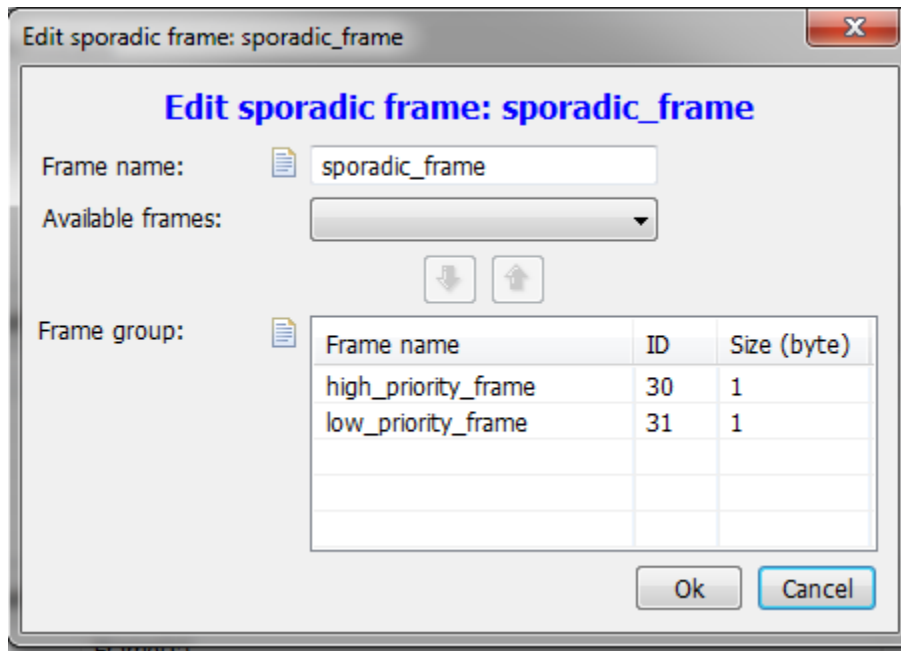 Edit sporadic frame: sporadic_frame
Edit sporadic frame: sporadic_frame
Frame name: sporadic_frame
Available frames:
Frame group:
Frame name ID Size (byte)
high_priority_frame 30 1
low_priority_frame 31 1
Ok Cancel